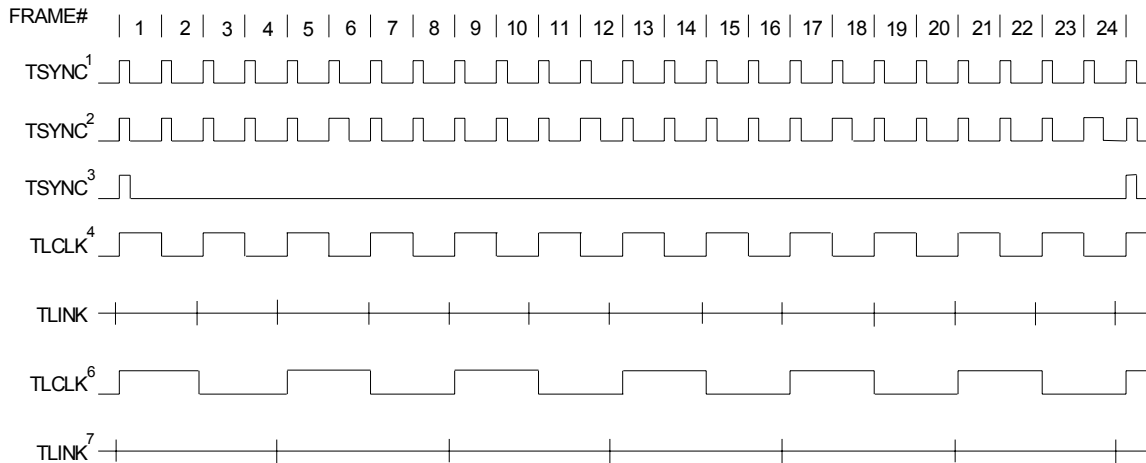 FRAME# | 1 | 2 | 3 | 4 | 5 | 6 | 7 | 8 | 9 | 10 | 11 | 12 | 13 | 14 | 15 | 16 | 17 | 18 | 19 | 20 | 21 | 22 | 23 | 24 |
TSYNC1
TSYNC2
TSYNC3
TLCLK4
TLINK
TLCLK6
TLINK7